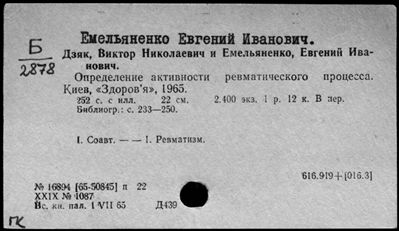 Емельяненко Евгений Иванович.
Б
2878
Дзяк, Виктор Николаевич и Емельяненко, Евгений Ива-
нович.
Определение активности ревматического процесса.
Киев, «Здоров'я», 1965.
252 с. с илл. 22 см. 2.400 экз. 1 р. 12 к. В пер.
Библиогр.: с. 233—250.
I. Соавт. — — 1. Ревматизм.
616.919+[016.3]
№ 16894 [65-50845] п 22
XXIX № 1087
Вс. кн. пал. 1 VII 65 Д439
ГК